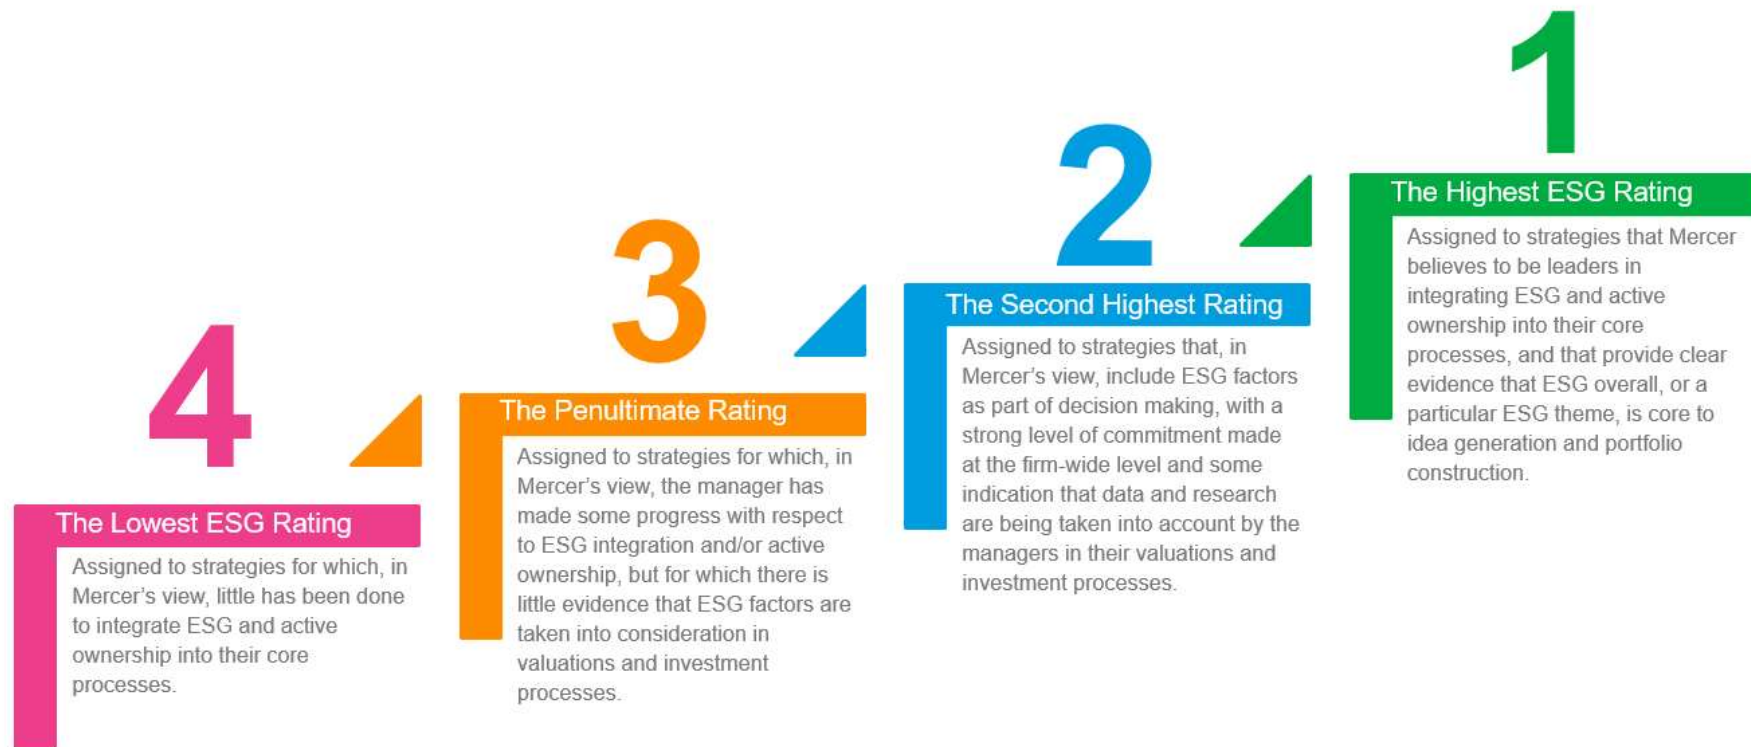 4
The Lowest ESG Rating
Assigned to strategies for which, in
Mercer’s view, little has been done
to integrate ESG and active
ownership into their core
processes.
3
The Penultimate Rating
Assigned to strategies for which, in
Mercer’s view, the manager has
made some progress with respect
to ESG integration and/or active
ownership, but for which there is
little evidence that ESG factors are
taken into consideration in
valuations and investment
processes.
2
The Second Highest Rating
Assigned to strategies that, in
Mercer’s view, include ESG factors
as part of decision making, with a
strong level of commitment made
at the firm-wide level and some
indication that data and research
are being taken into account by the
managers in their valuations and
investment processes.
1
The Highest ESG Rating
Assigned to strategies that Mercer
believes to be leaders in
integrating ESG and active
ownership into their core
processes, and that provide clear
evidence that ESG overall, or a
particular ESG theme, is core to
idea generation and portfolio
construction.